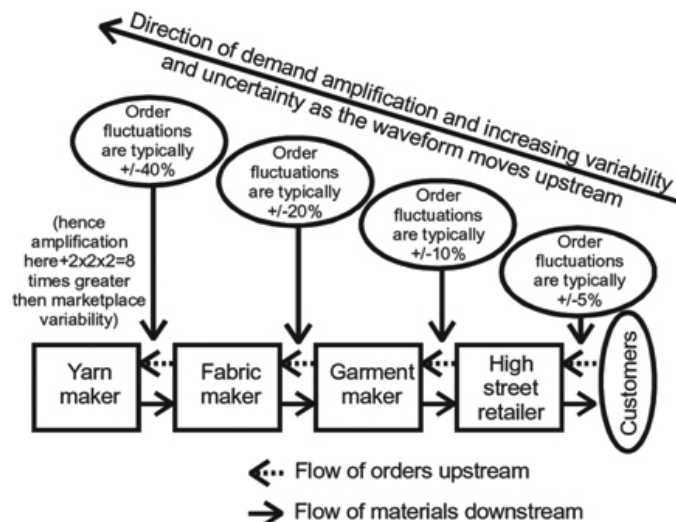 Direction of demand amplification and increasing variability
and uncertainty as the waveform moves upstream
Order
fluctuations
are typically
+/-40%
Order
fluctuations
are typically
+/-20%
Order
fluctuations
are typically
+/-10%
Order
fluctuations
are typically
+/-5%
(hence
amplification
here+2x2x2=8
times greater
then marketplace
variability)
Yarn
maker
Fabric
maker
Garment
maker
High
street
retailer
Customers
Flow of orders upstream
Flow of materials downstream